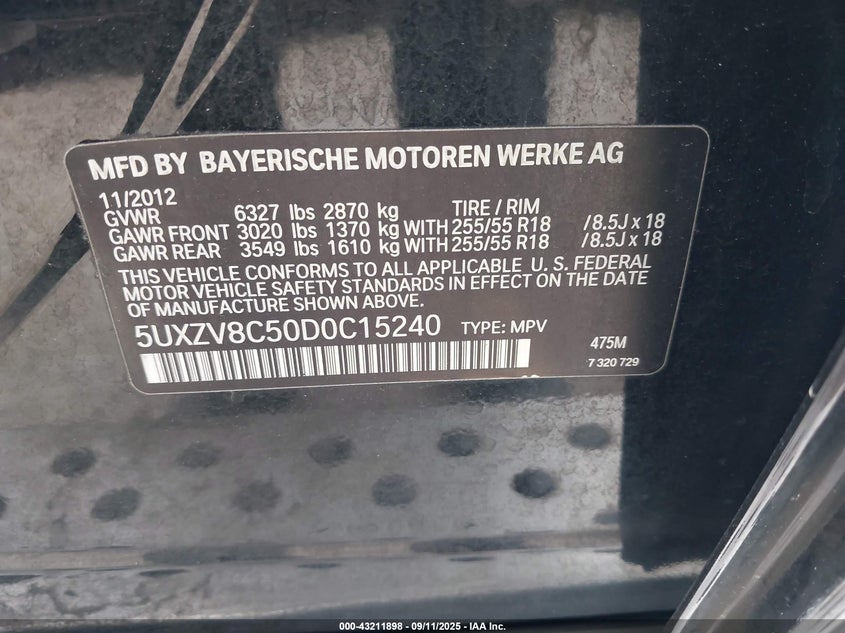 MFD BY BAYERISCHE MOTOREN WERKE AG
11/2012
GVWR 6327 lbs 2870 kg TIRE / RIM
GAWR FRONT 3020 lbs 1370 kg WITH 255/55 R18 /8.5J x 18
GAWR REAR 3549 lbs 1610 kg WITH 255/55 R18 /8.5J x 18
THIS VEHICLE CONFORMS TO ALL APPLICABLE U. S. FEDERAL
MOTOR VEHICLE SAFETY STANDARDS IN EFFECT ON THE DATE
OF MANUFACTURE SHOWN ABOVE.
5UXZV8C50D0C15240 TYPE: MPV
475M
7 320 729
000-43211898 - 09/11/2025 - IAA Inc.